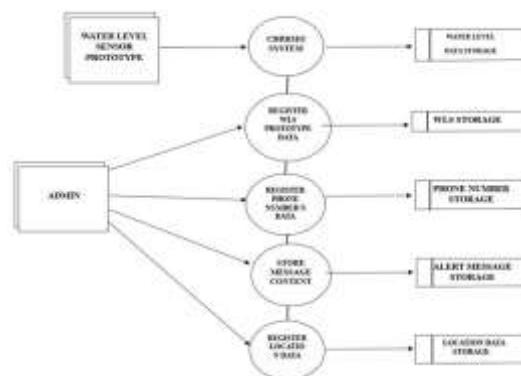 WATER LEVEL
SENSOR
PROTOTYPE
SYSTEM
WATER LEVEL
DATA STORAGE
REGISTER
WLS
PROTOTYPE
DATA
WLS STORAGE
ADMIN
REGISTER
PHONE
NUMBER'S
DATA
PHONE NUMBER
STORAGE
STORE
MESSAGE
CONTENT
ALERT MESSAGE
STORAGE
REGISTER
LOCATIO
N DATA
LOCATION DATA
STORAGE